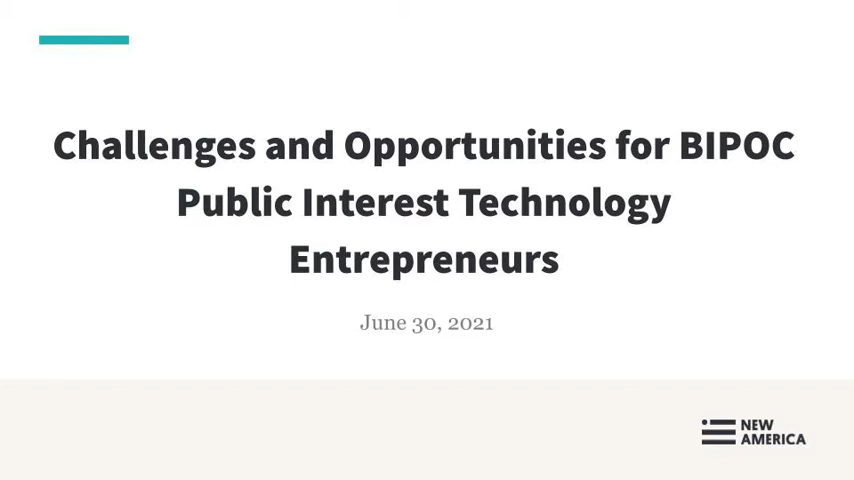 Challenges and Opportunities for BIPOC
Public Interest Technology
Entrepreneurs
June 30, 2021
NEW
AMERICA